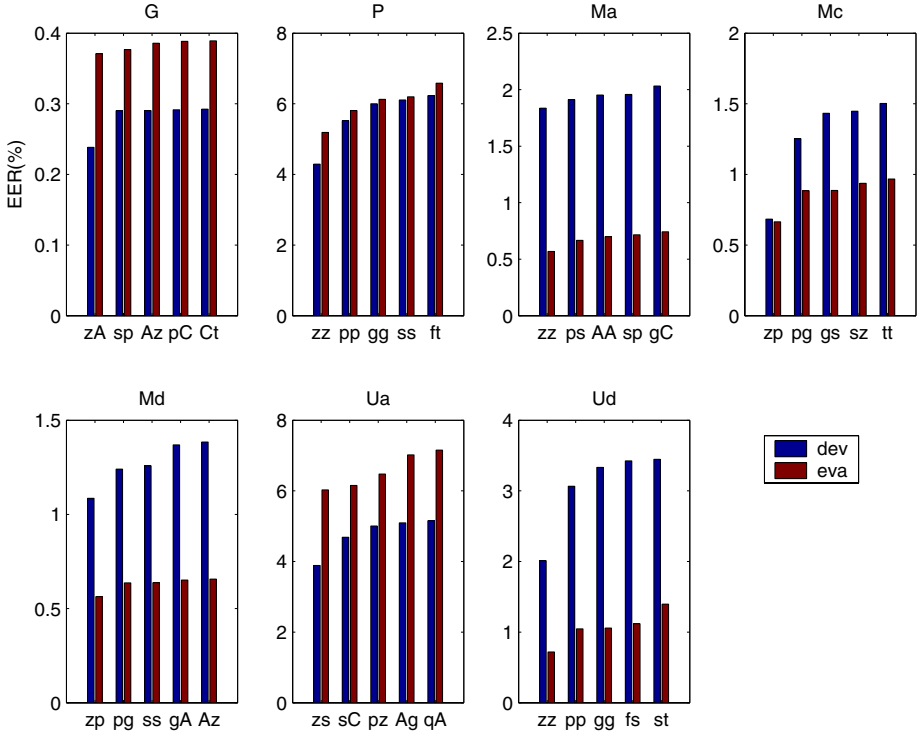 G P Ma Mc
0.4 8 2.5 2
0.3 6 2 1.5
0.2 4 1.5 1
0.1 2 1 0.5
0 0 0.5 0
0
EER(%)
zA sp Az pC Ct
zz pp gg ss ft
zz ps AA sp gC
zp pg gs sz tt
Md Ua Ud
1.5 8 4
1 6 3
0.5 4 2
0 2 1
0 0
dev
eva
zp pg ss gA Az
zs sC pz Ag qA
zz pp gg fs st